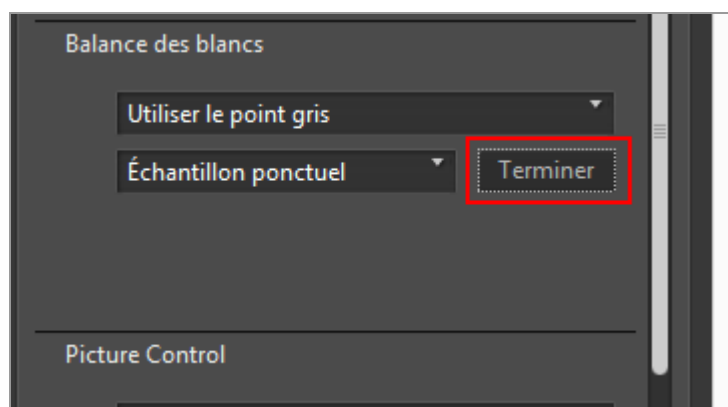 Balance des blancs
Utiliser le point gris
Échantillon ponctuel
Terminer
Picture Control